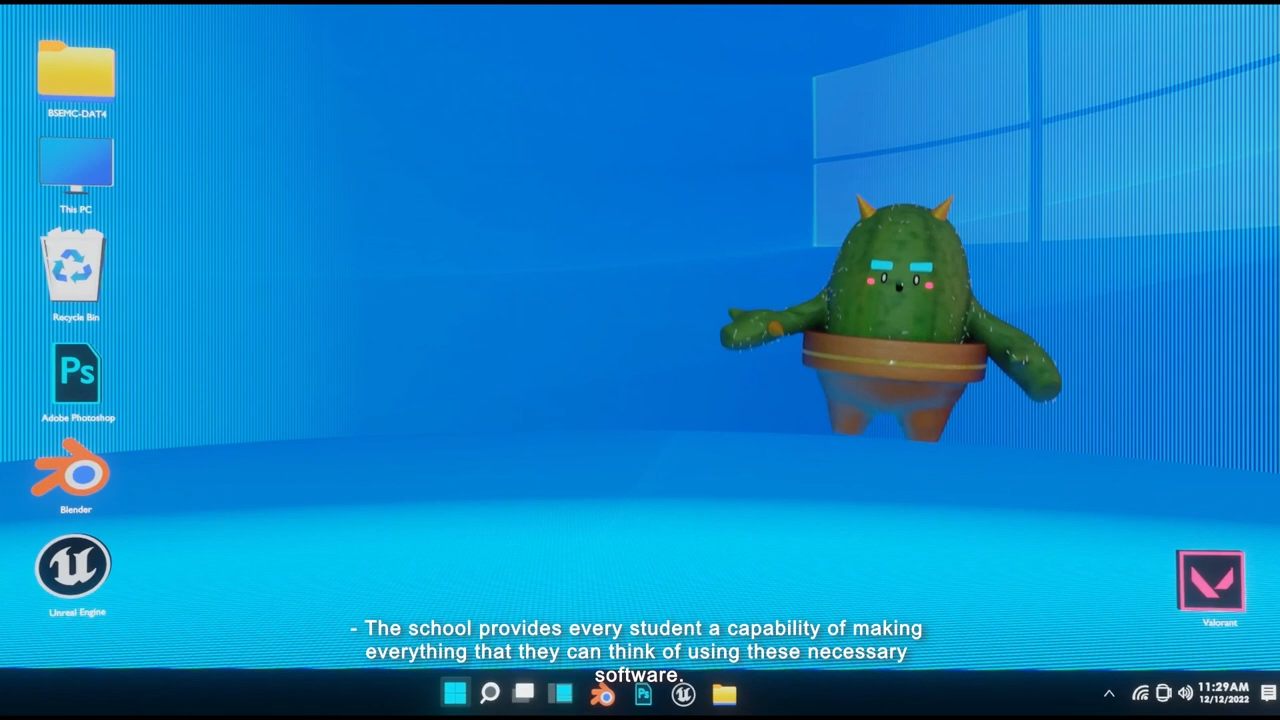 BSEMC-DAT4
This PC
Recycle Bin
Ps
Adobe Photoshop
Blender
Unreal Engine
Valorant
- The school provides every student a capability of making
everything that they can think of using these necessary
software.
Ps
11:29AM
12/12/2022